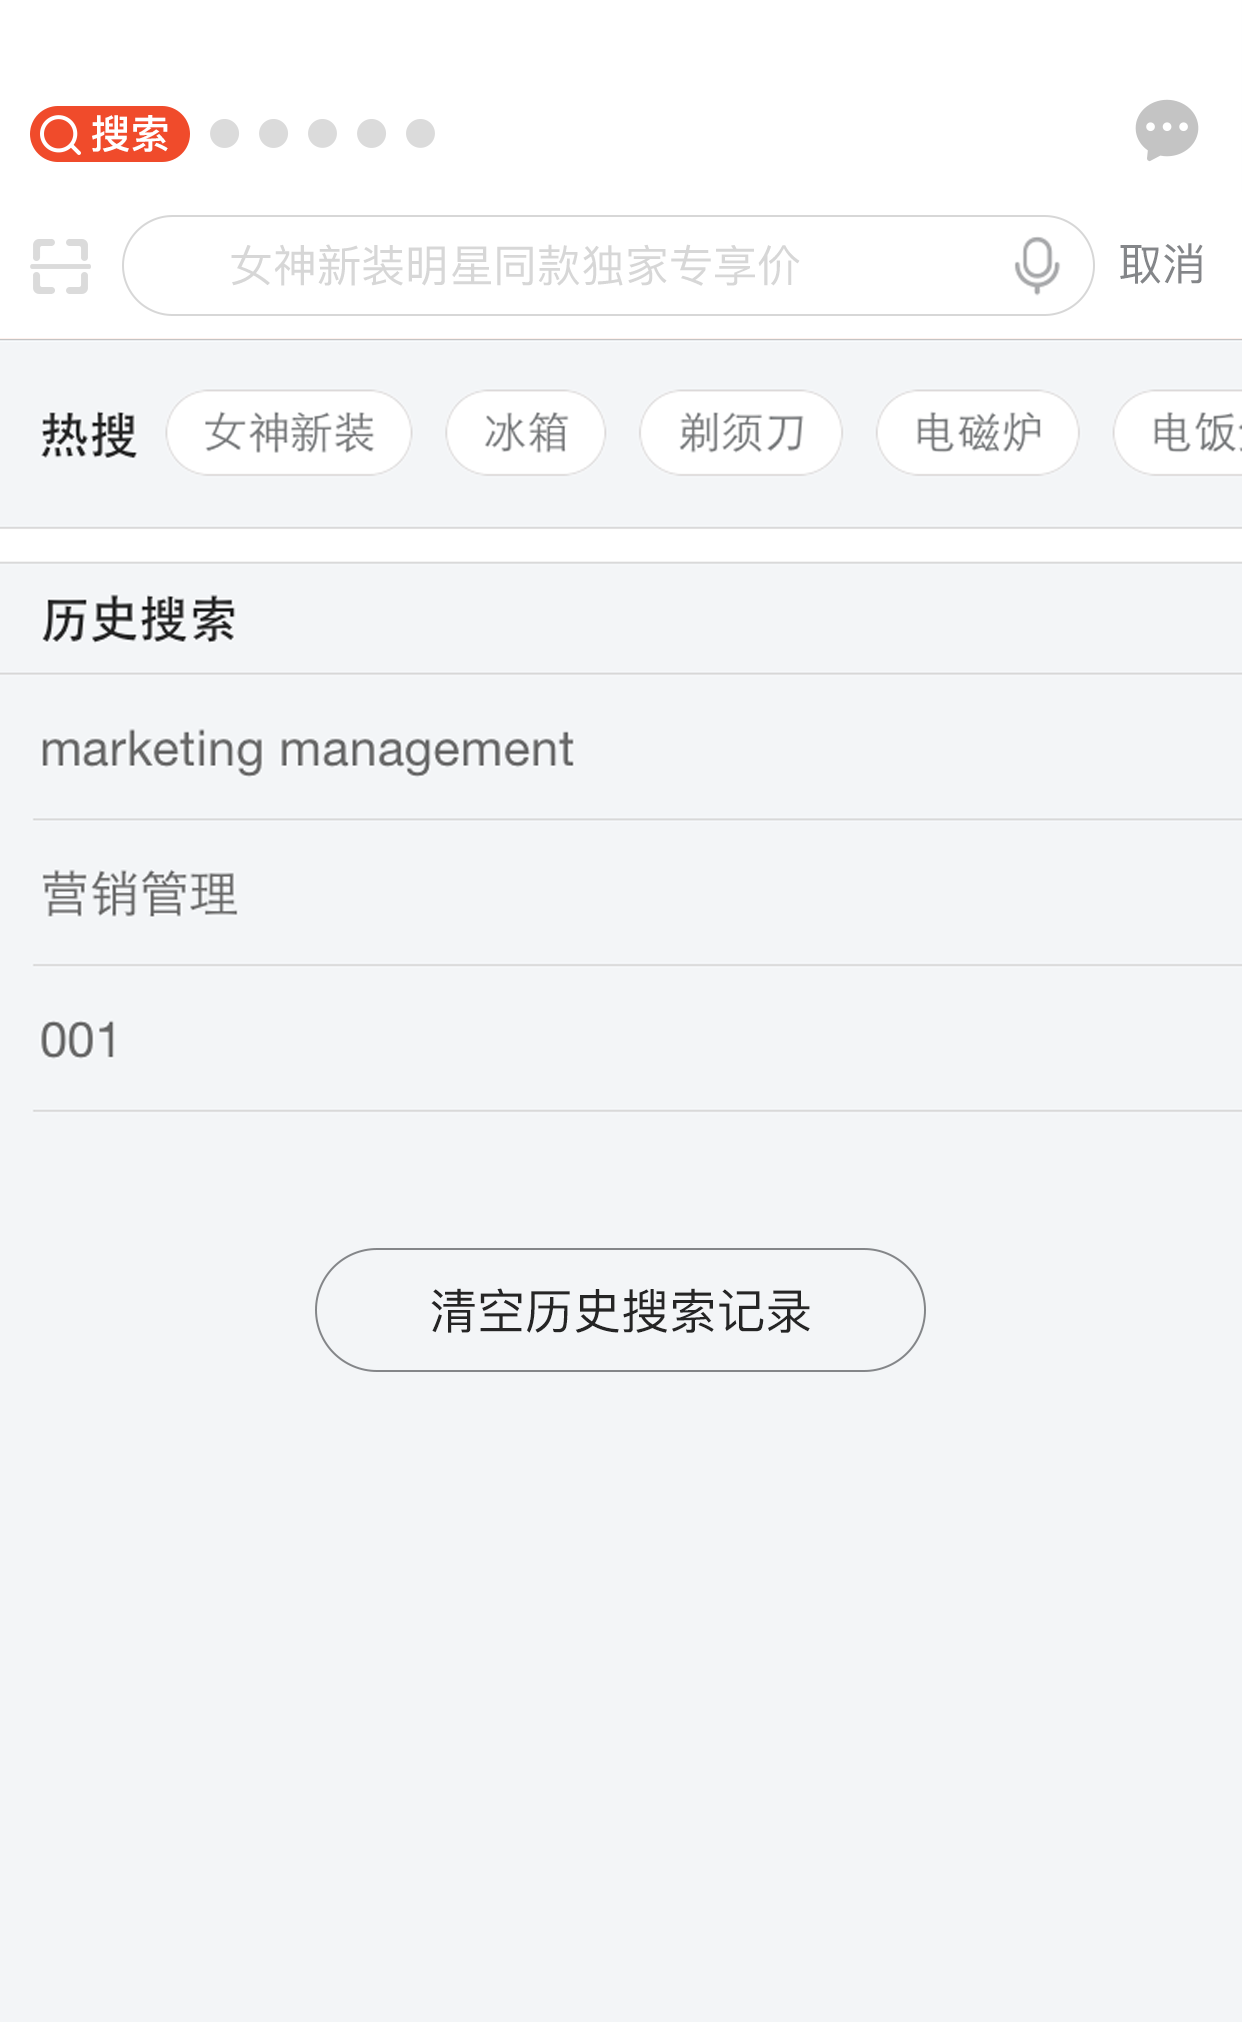 搜索
女神新装明星同款独家专享价
取消
热搜 女神新装 冰箱 剃须刀 电磁炉 电饭
历史搜索
marketing management
营销管理
001
清空历史搜索记录